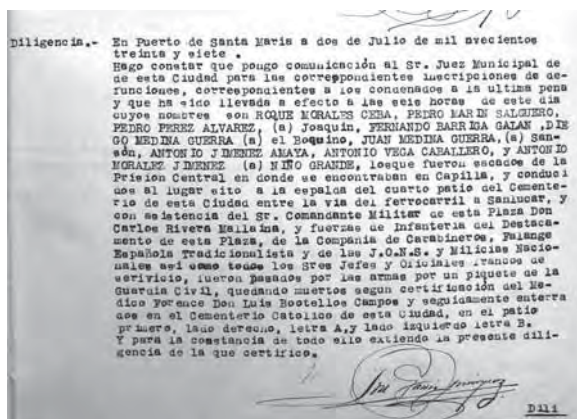 Diligencia.- En Puerto de Santa Maria a dos de Julio de mil avecientos
treinta y siete .
Hago constar que pongo comunicación al Sr. Juez Municipal de
de esta Ciudad para las correspondientes inscripciones de de-
funciones, correspondientes a los condenados a la ultima pena
y que ha sido llevada a efecto a las seis horas de este dia
cuyos nombres son ROQUE MORALES CEBA, PEDRO MARIN SALGUERO,
PEDRO PEREZ ALVAREZ, (a) Joaquin, FERNANDO BARRIGA GALAN ,DIE
GO MEDINA GUERRA (a) el Boquino, JUAN MEDINA GUERRA, (a) San-
són, ANTONIO JIMENEZ AMAYA, ANTONIO VEGA CABALLERO, y ANTONIO
MORALEZ JIMENEZ (a) NIÑO GRANDE, losque fueron sacados de la
Prisión Central en donde se encontraban en Capilla, y conduci
dos al lugar sito a la espalda del cuarto patio del Cemente-
rio de esta Ciudad entre la via del ferrocarril a Sanlucar, y
con asistencia del Sr. Comandante Militar de esta Plaza Don
Carlos Rivera Mallaina, y fuerzas de Infanteria del Destaca-
mento de esta Plaza, de la Compañia de Carabineros, Falange
Española Tradicionalista y de las J.O.N.S. y Milicias Nacio-
nales asi como todos los Sres Jefes y Oficiales francos de
servicio, fueron pasados por las armas por un piquete de la
Guardia Civil, quedando muertos segun certificación del Me-
dico Forence Don Luis Bootellos Campos y seguidamente enterra
dos en el Cementerio Catolico de esta Ciudad, en el patio
primero, lado derecho, letra A,y lado izquierdo letra B.
Y para la constancia de todo ello extiendo la presente dili-
gencia de la que certifico.
Dili